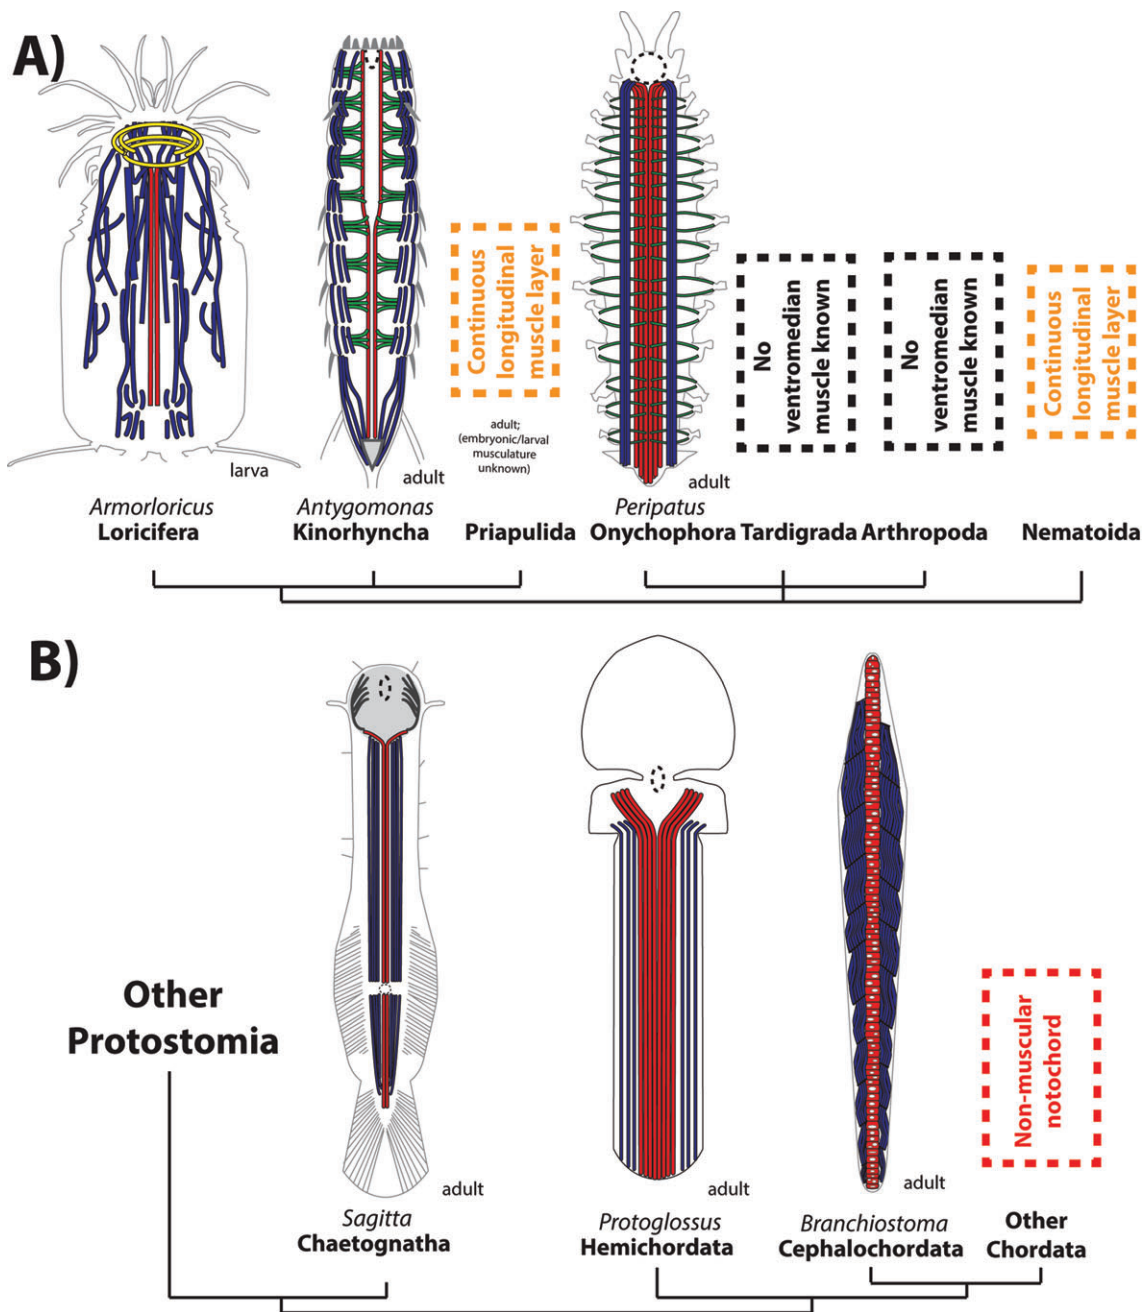 A)
Continuous
longitudinal
muscle layer
No
ventromedian
muscle known
No
ventromedian
muscle known
Continuous
longitudinal
muscle layer
larva
adult
adult;
(embryonic/larval
musculature
unknown)
adult
Armorloricus
Loricifera
Antygomonas
Kinorhyncha
Priapulida
Peripatus
Onychophora
Tardigrada
Arthropoda
Nematoida
B)
Other
Protostomia
Non-muscular
notochord
adult
adult
adult
Sagitta
Chaetognatha
Protoglossus
Hemichordata
Branchiostoma
Cephalochordata
Other
Chordata